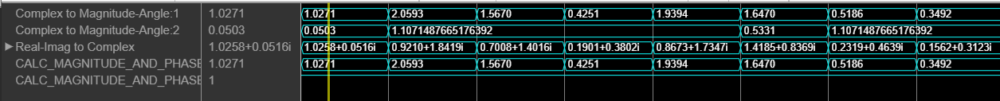 Complex to Magnitude-Angle:1 1.0271 1.0271 2.0593 1.5670 0.4251 1.9394 1.6470 0.5186 0.3492
Complex to Magnitude-Angle:2 0.0503 0.0503 1.1071487665176392 0.5331 1.1071487665176392
Real-Imag to Complex 1.0258+0.0516i 1.0258+0.0516i 0.9210+1.8419i 0.7008+1.4016i 0.1901+0.3802i 0.8673+1.7347i 1.4185+0.8369i 0.2319+0.4639i 0.1562+0.3123i
CALC_MAGNITUDE_AND_PHASE 1.0271 1.0271 2.0593 1.5670 0.4251 1.9394 1.6470 0.5186 0.3492
CALC_MAGNITUDE_AND_PHASE 1